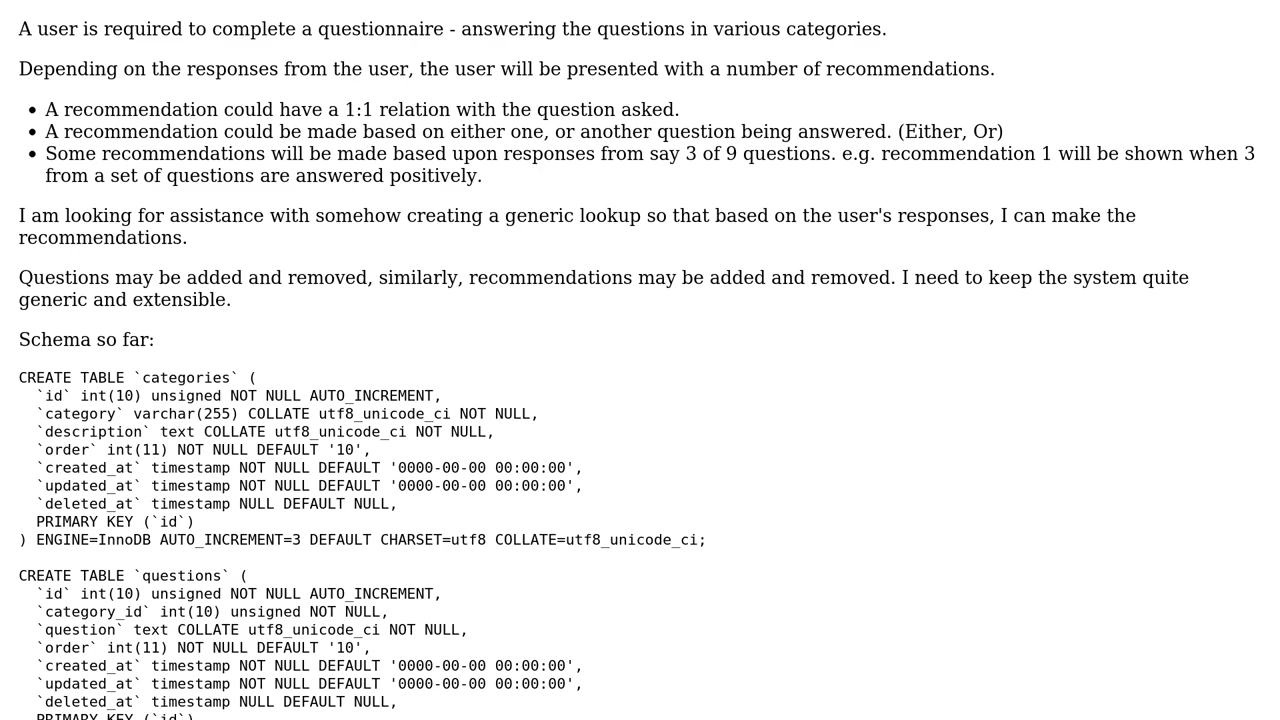 A user is required to complete a questionnaire - answering the questions in various categories.
Depending on the responses from the user, the user will be presented with a number of recommendations.
• A recommendation could have a 1:1 relation with the question asked.
• A recommendation could be made based on either one, or another question being answered. (Either, Or)
• Some recommendations will be made based upon responses from say 3 of 9 questions. e.g. recommendation 1 will be shown when 3
from a set of questions are answered positively.
I am looking for assistance with somehow creating a generic lookup so that based on the user's responses, I can make the
recommendations.
Questions may be added and removed, similarly, recommendations may be added and removed. I need to keep the system quite
generic and extensible.
Schema so far:
CREATE TABLE `categories` (
  `id` int(10) unsigned NOT NULL AUTO_INCREMENT,
  `category` varchar(255) COLLATE utf8_unicode_ci NOT NULL,
  `description` text COLLATE utf8_unicode_ci NOT NULL,
  `order` int(11) NOT NULL DEFAULT '10',
  `created_at` timestamp NOT NULL DEFAULT '0000-00-00 00:00:00',
  `updated_at` timestamp NOT NULL DEFAULT '0000-00-00 00:00:00',
  `deleted_at` timestamp NULL DEFAULT NULL,
  PRIMARY KEY (`id`)
) ENGINE=InnoDB AUTO_INCREMENT=3 DEFAULT CHARSET=utf8 COLLATE=utf8_unicode_ci;
CREATE TABLE `questions` (
  `id` int(10) unsigned NOT NULL AUTO_INCREMENT,
  `category_id` int(10) unsigned NOT NULL,
  `question` text COLLATE utf8_unicode_ci NOT NULL,
  `order` int(11) NOT NULL DEFAULT '10',
  `created_at` timestamp NOT NULL DEFAULT '0000-00-00 00:00:00',
  `updated_at` timestamp NOT NULL DEFAULT '0000-00-00 00:00:00',
  `deleted_at` timestamp NULL DEFAULT NULL,
  PRIMARY KEY (`id`)